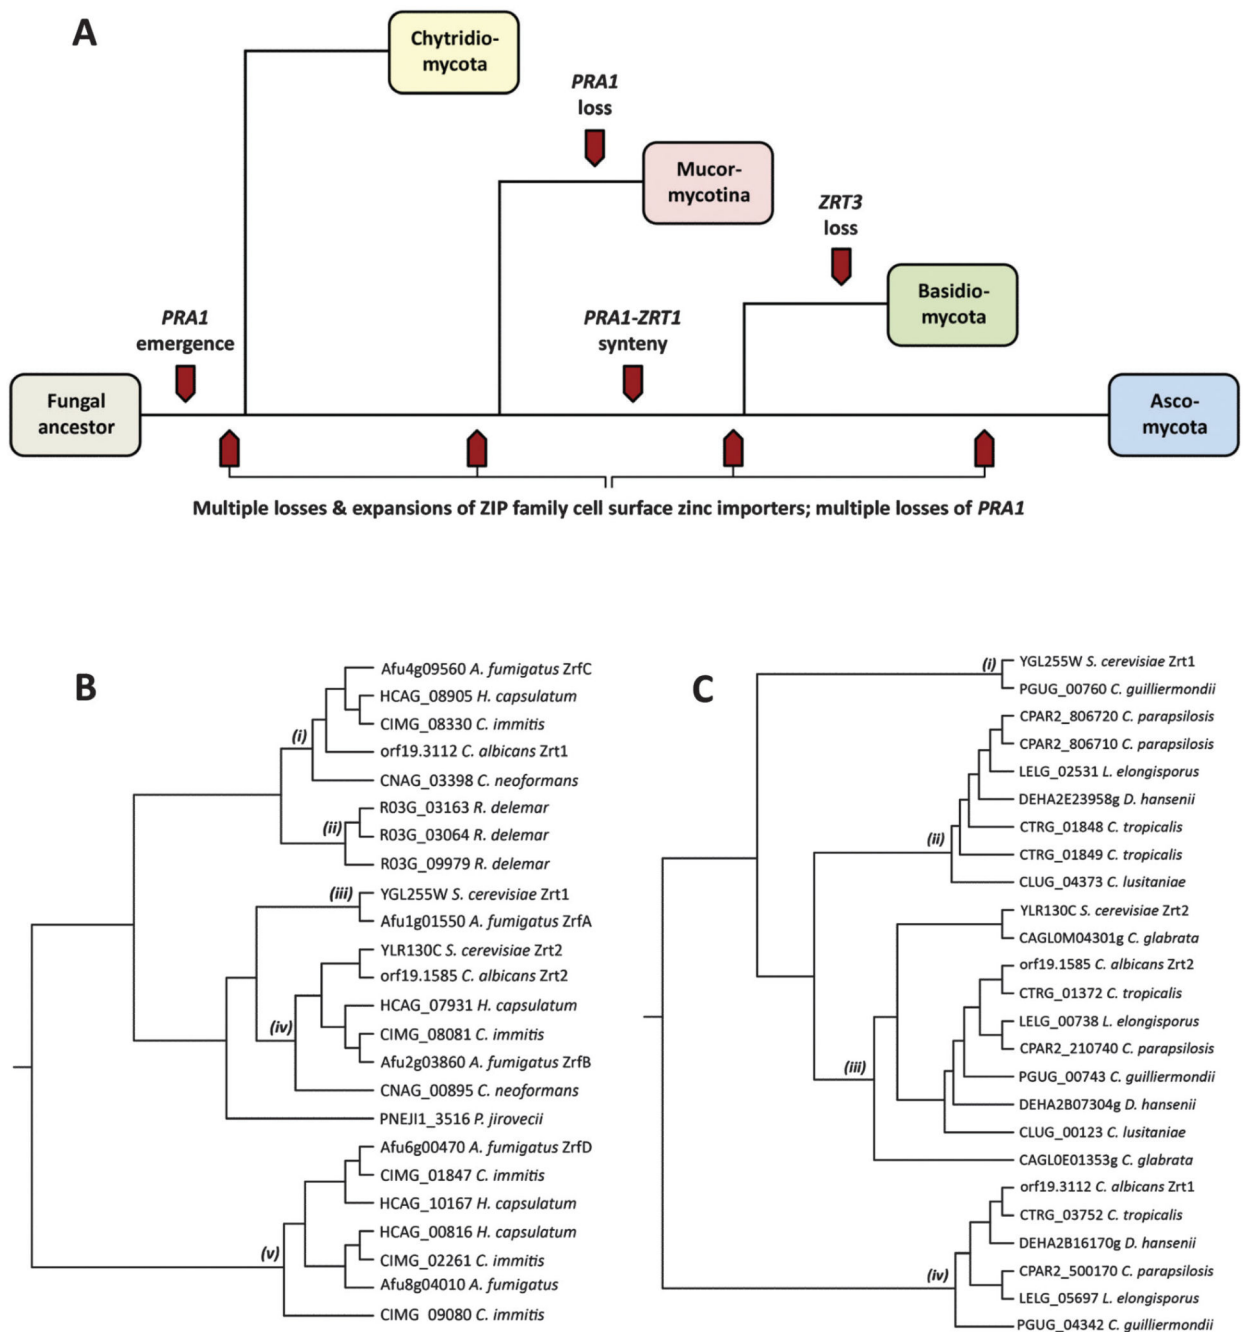 A
Chytridio-
mycota
PRA1
loss
Mucor-
mycotina
ZRT3
loss
Basidio-
mycota
PRA1
emergence
PRA1-ZRT1
synteny
Fungal
ancestor
Asco-
mycota
Multiple losses & expansions of ZIP family cell surface zinc importers; multiple losses of PRA1
B
Afu4g09560 A. fumigatus ZrfC
HCAG_08905 H. capsulatum
CIMG_08330 C. immitis
(i)
orf19.3112 C. albicans Zrt1
CNAG_03398 C. neoformans
R03G_03163 R. delemar
(ii)
R03G_03064 R. delemar
R03G_09979 R. delemar
(iii)
YGL255W S. cerevisiae Zrt1
Afu1g01550 A. fumigatus ZrfA
YLR130C S. cerevisiae Zrt2
orf19.1585 C. albicans Zrt2
HCAG_07931 H. capsulatum
(iv)
CIMG_08081 C. immitis
Afu2g03860 A. fumigatus ZrfB
CNAG_00895 C. neoformans
PNEJI1_3516 P. jirovecii
Afu6g00470 A. fumigatus ZrfD
CIMG_01847 C. immitis
HCAG_10167 H. capsulatum
HCAG_00816 H. capsulatum
(v)
CIMG_02261 C. immitis
Afu8g04010 A. fumigatus
CIMG_09080 C. immitis
C
(i)
YGL255W S. cerevisiae Zrt1
PGUG_00760 C. guilliermondii
CPAR2_806720 C. parapsilosis
CPAR2_806710 C. parapsilosis
LELG_02531 L. elongisporus
DEHA2E23958g D. hansenii
CTRG_01848 C. tropicalis
(ii)
CTRG_01849 C. tropicalis
CLUG_04373 C. lusitaniae
YLR130C S. cerevisiae Zrt2
CAGL0M04301g C. glabrata
orf19.1585 C. albicans Zrt2
CTRG_01372 C. tropicalis
LELG_00738 L. elongisporus
CPAR2_210740 C. parapsilosis
(iii)
PGUG_00743 C. guilliermondii
DEHA2B07304g D. hansenii
CLUG_00123 C. lusitaniae
CAGL0E01353g C. glabrata
orf19.3112 C. albicans Zrt1
CTRG_03752 C. tropicalis
DEHA2B16170g D. hansenii
(iv)
CPAR2_500170 C. parapsilosis
LELG_05697 L. elongisporus
PGUG_04342 C. guilliermondii